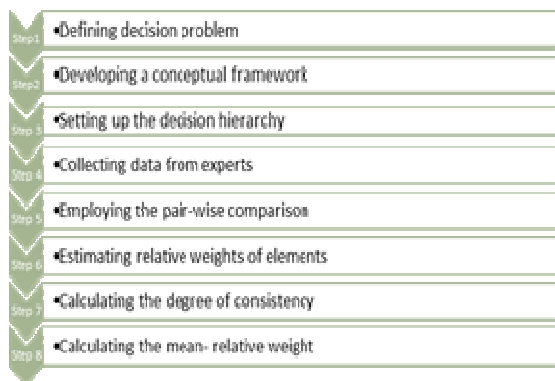 Step1 •Defining decision problem
Step2 •Developing a conceptual framework
Step 3 •Setting up the decision hierarchy
Step 4 •Collecting data from experts
Step 5 •Employing the pair-wise comparison
Step 6 •Estimating relative weights of elements
Step 7 •Calculating the degree of consistency
Step 8 •Calculating the mean- relative weight